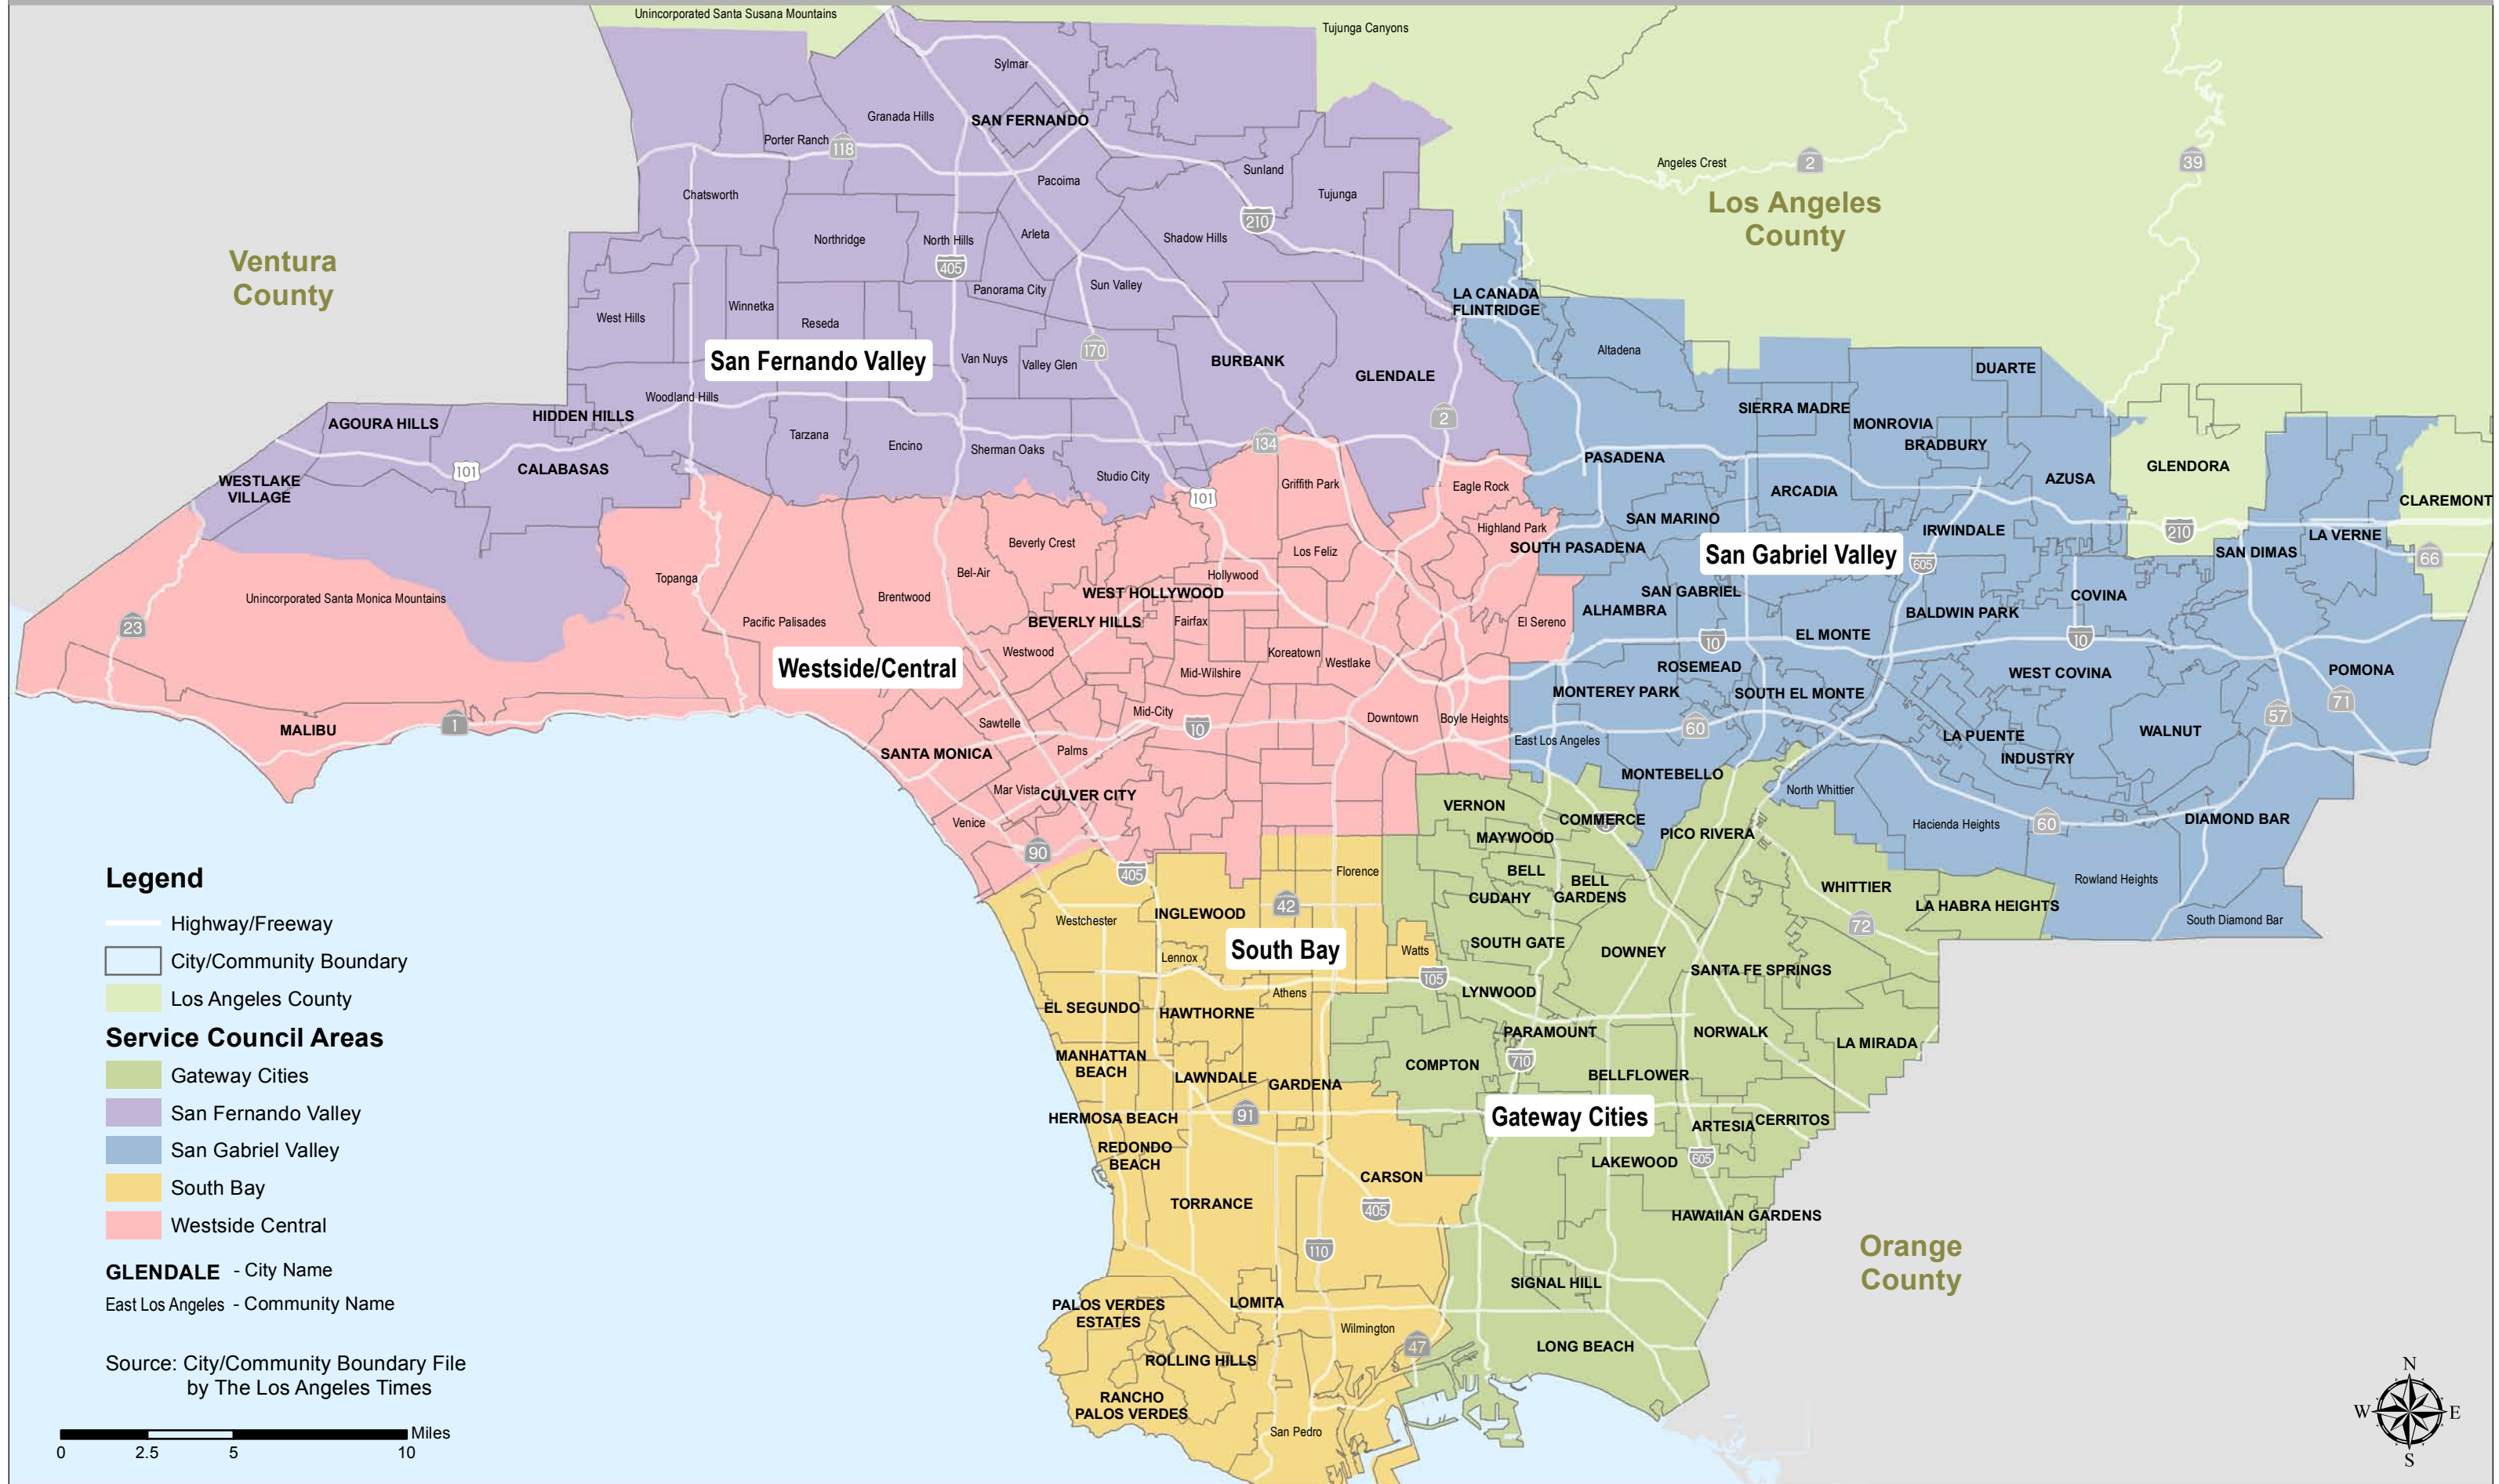 Unincorporated Santa Susana Mountains
Tujunga Canyons
Sylmar
Granada Hills
SAN FERNANDO
Porter Ranch
118
Angeles Crest
2
39
Sunland
Pacoima
Tujunga
Chatsworth
Los Angeles
County
210
Arleta
Shadow Hills
Northridge
North Hills
405
Ventura
County
Panorama City
Sun Valley
LA CANADA
FLINTRIDGE
Winnetka
West Hills
Reseda
170
Altadena
San Fernando Valley
Van Nuys
Valley Glen
BURBANK
GLENDALE
DUARTE
Woodland Hills
SIERRA MADRE
HIDDEN HILLS
AGOURA HILLS
2
MONROVIA
Tarzana
Encino
Sherman Oaks
134
BRADBURY
PASADENA
GLENDORA
101
CALABASAS
Studio City
Griffith Park
Eagle Rock
AZUSA
WESTLAKE
VILLAGE
101
ARCADIA
CLAREMONT
SAN MARINO
Highland Park
IRWINDALE
210
LA VERNE
Beverly Crest
Los Feliz
SOUTH PASADENA
San Gabriel Valley
605
SAN DIMAS
66
Topanga
Bel-Air
Hollywood
Unincorporated Santa Monica Mountains
Brentwood
WEST HOLLYWOOD
SAN GABRIEL
COVINA
ALHAMBRA
BALDWIN PARK
23
Pacific Palisades
BEVERLY HILLS
Fairfax
El Sereno
EL MONTE
10
10
Westwood
Koreatown
Westlake
Westside/Central
Mid-Wilshire
ROSEMEAD
WEST COVINA
POMONA
MONTEREY PARK
SOUTH EL MONTE
71
57
1
MALIBU
Sawtelle
Mid-City
10
Downtown
Boyle Heights
60
WALNUT
East Los Angeles
LA PUENTE
SANTA MONICA
Palms
INDUSTRY
MONTEBELLO
Mar Vista
CULVER CITY
North Whittier
VERNON
Venice
COMMERCE
MAYWOOD
PICO RIVERA
Hacienda Heights
60
DIAMOND BAR
90
405
Florence
BELL
BELL
GARDENS
CUDAHY
WHITTIER
Rowland Heights
LA HABRA HEIGHTS
42
Westchester
INGLEWOOD
72
South Diamond Bar
South Bay
Watts
SOUTH GATE
DOWNEY
Lennox
105
SANTA FE SPRINGS
Athens
LYNWOOD
EL SEGUNDO
HAWTHORNE
PARAMOUNT
NORWALK
LA MIRADA
MANHATTAN
BEACH
COMPTON
710
LAWNDALE
GARDENA
BELLFLOWER
HERMOSA BEACH
91
Gateway Cities
ARTESIA
CERRITOS
REDONDO
BEACH
LAKEWOOD
605
CARSON
TORRANCE
405
HAWAIIAN GARDENS
110
Orange
County
SIGNAL HILL
PALOS VERDES
ESTATES
LOMITA
Wilmington
47
LONG BEACH
ROLLING HILLS
RANCHO
PALOS VERDES
San Pedro
Legend
Highway/Freeway
City/Community Boundary
Los Angeles County
Service Council Areas
Gateway Cities
San Fernando Valley
San Gabriel Valley
South Bay
Westside Central
GLENDALE - City Name
East Los Angeles - Community Name
Source: City/Community Boundary File
by The Los Angeles Times
Miles
0 2.5 5 10
N
W E
S